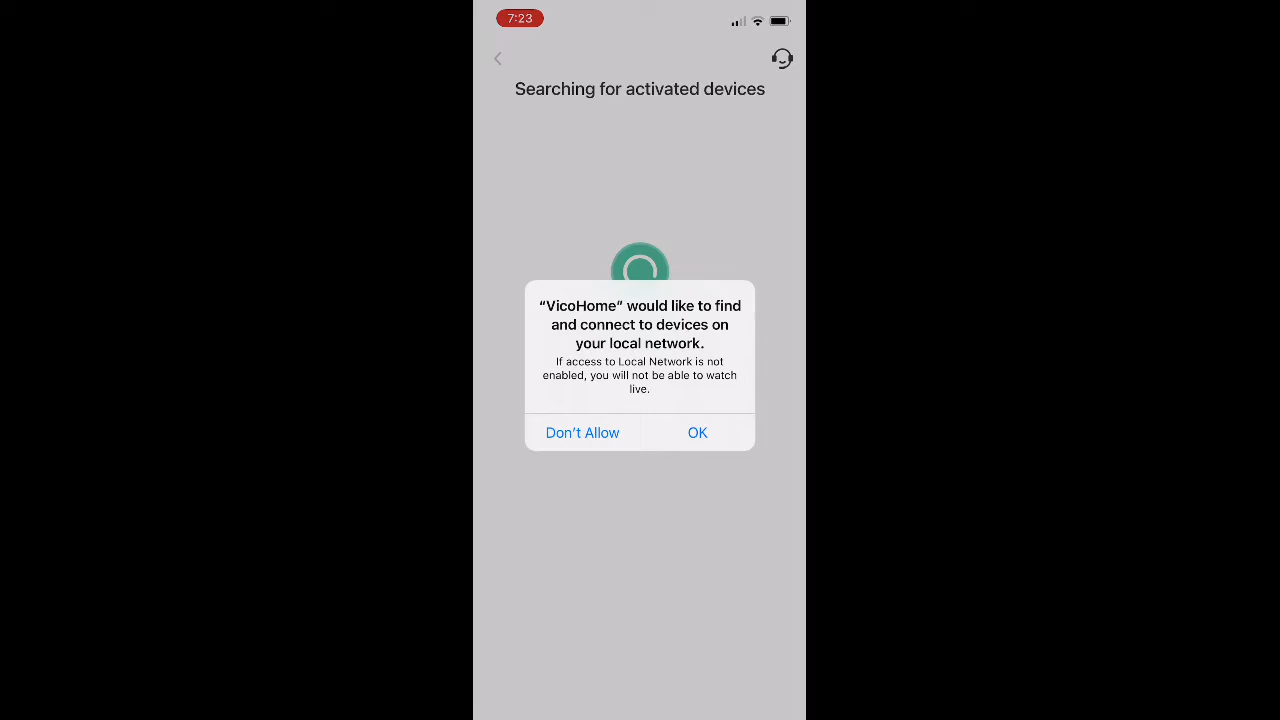 7:23
Searching for activated devices
“VicoHome” would like to find
and connect to devices on
your local network.
If access to Local Network is not
enabled, you will not be able to watch
live.
Don’t Allow
OK